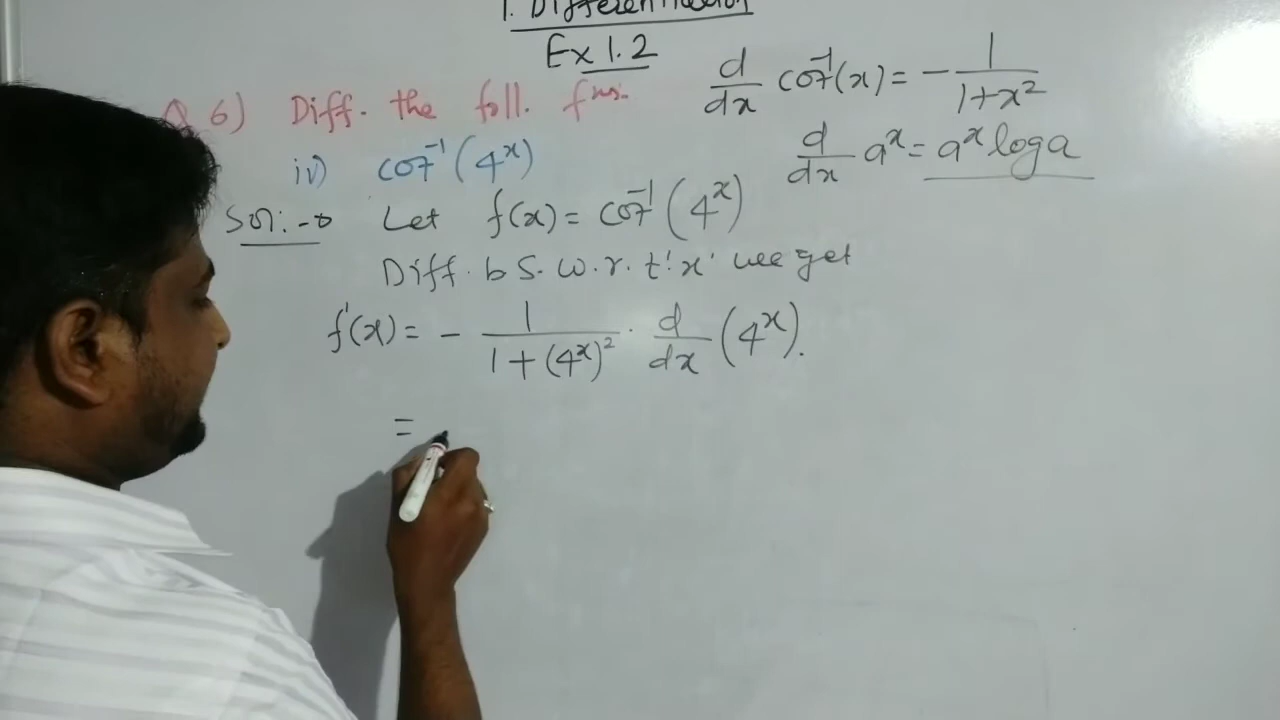 1. Differentiation
Ex 1.2
Q 6) Diff. the foll. fns.
iv) cot⁻¹(4ˣ)
d/dx cot⁻¹(x) = - 1/(1+x²)
d/dx aˣ = aˣ log a
Sol:- Let f(x) = cot⁻¹(4ˣ)
Diff. b S. w. r. t 'x' we get
f'(x) = - 1/(1+(4ˣ)²) · d/dx (4ˣ).
=